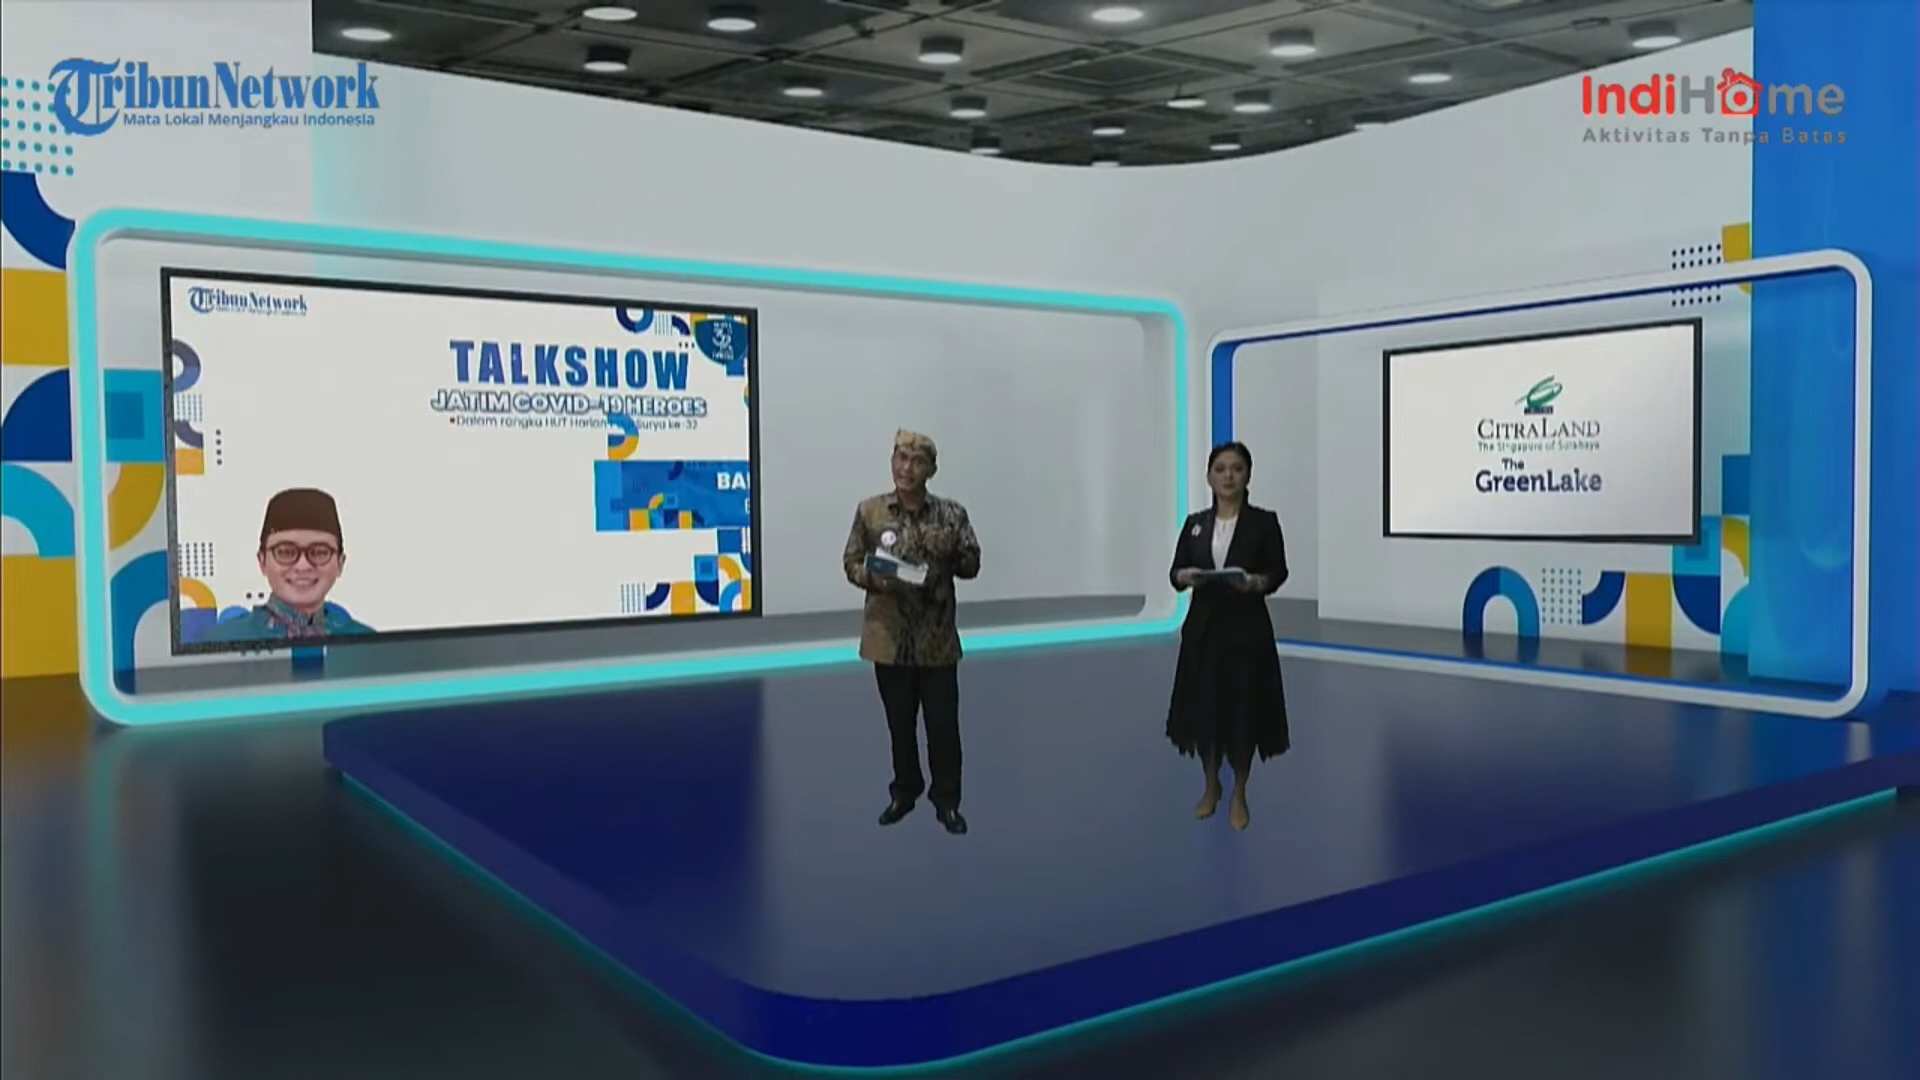 TribunNetwork
Mata Lokal Menjangkau Indonesia
IndiHome
Aktivitas Tanpa Batas
TribunNetwork
TALKSHOW
JATIM COVID-19 HEROES
Dalam rangka HUT Harian Surya ke-32
BA
CITRALAND
The Singapore of Surabaya
The
GreenLake